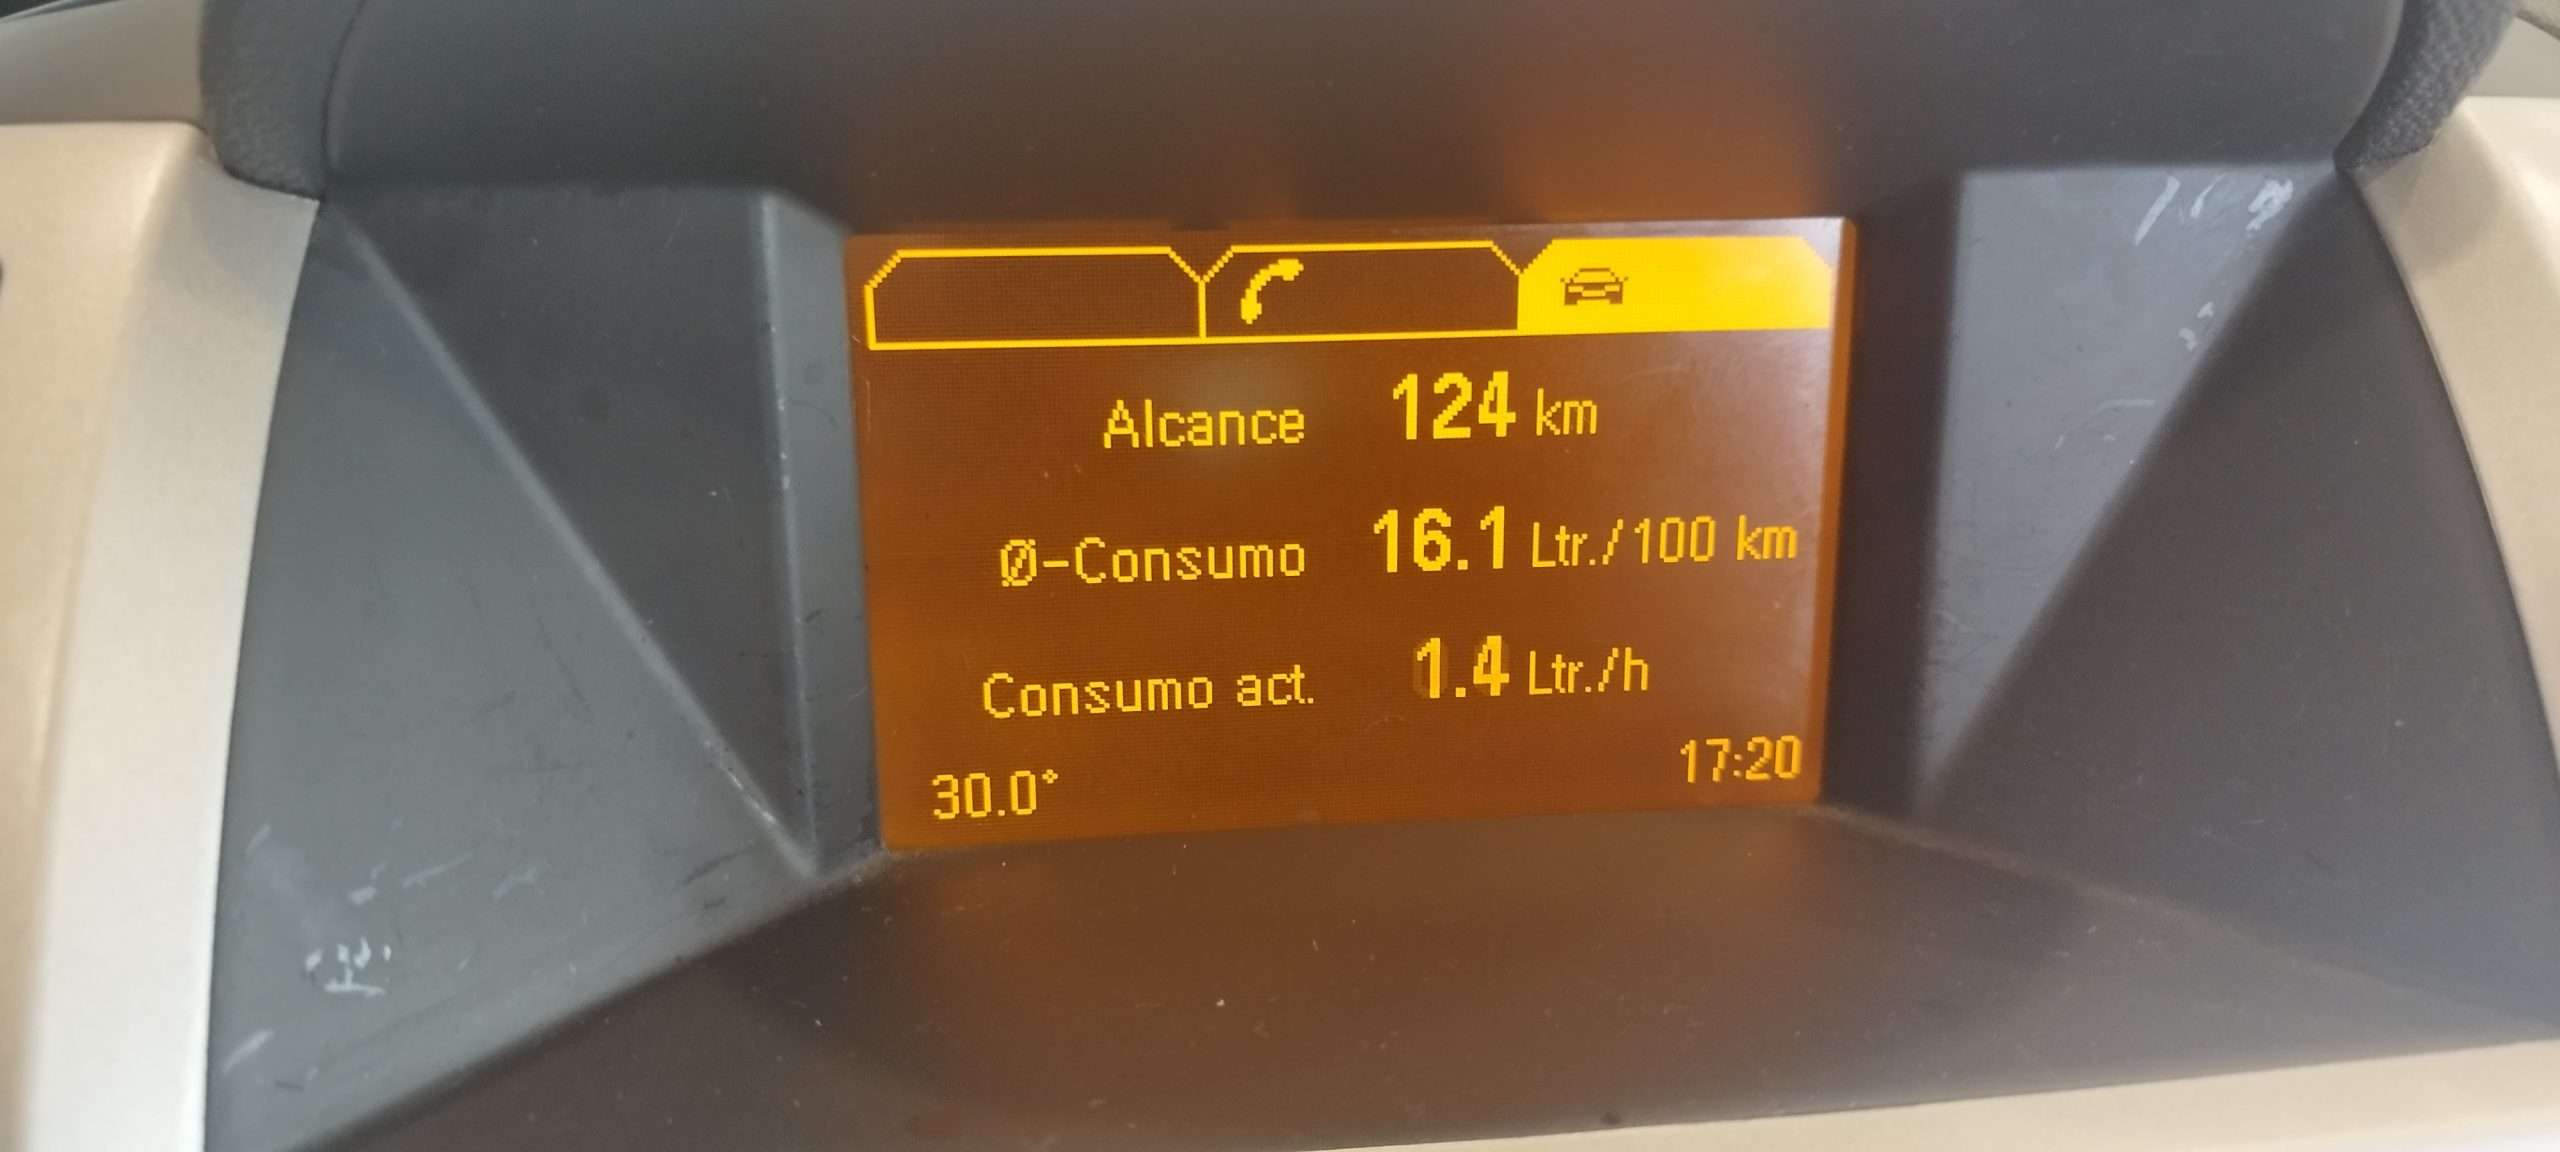 Alcance 124 km
Ø-Consumo 16.1 Ltr./100 km
Consumo act. 1.4 Ltr./h
30.0° 17:20